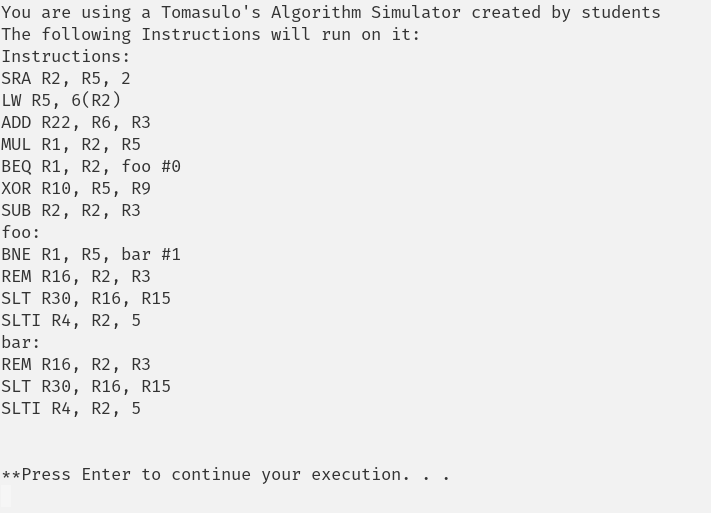 You are using a Tomasulo's Algorithm Simulator created by students
The following Instructions will run on it:
Instructions:
SRA R2, R5, 2
LW R5, 6(R2)
ADD R22, R6, R3
MUL R1, R2, R5
BEQ R1, R2, foo #0
XOR R10, R5, R9
SUB R2, R2, R3
foo:
BNE R1, R5, bar #1
REM R16, R2, R3
SLT R30, R16, R15
SLTI R4, R2, 5
bar:
REM R16, R2, R3
SLT R30, R16, R15
SLTI R4, R2, 5
**Press Enter to continue your execution. . .